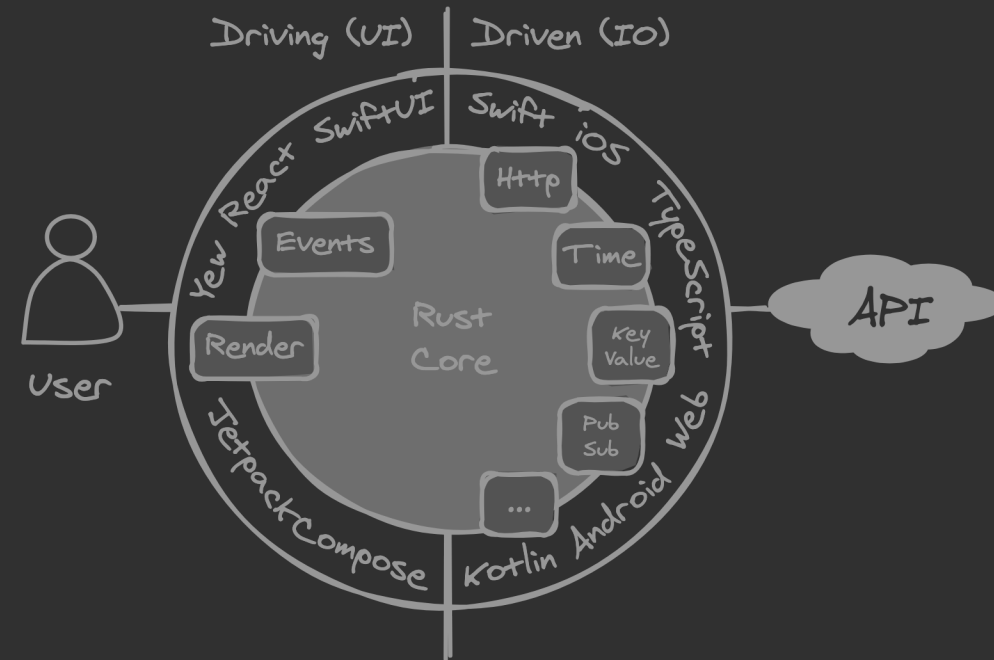 Driving (UI)
Driven (IO)
SwiftUI
React
Yew
Swift iOS
TypeScript
Web
Http
Events
Time
Rust
Core
Key
Value
Render
API
User
Pub
Sub
...
JetpackCompose
Kotlin Android